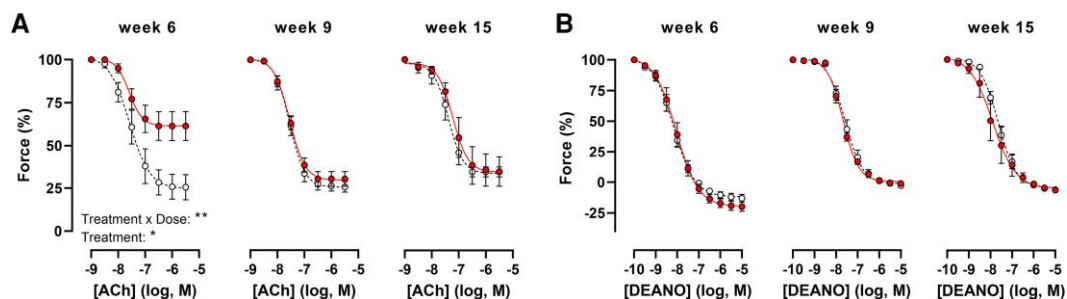 A
week 6
week 9
week 15
Force (%)
100
75
50
25
0
Treatment x Dose: **
Treatment: *
-9 -8 -7 -6 -5
-9 -8 -7 -6 -5
-9 -8 -7 -6 -5
[ACh] (log, M)
[ACh] (log, M)
[ACh] (log, M)
B
week 6
week 9
week 15
Force (%)
100
75
50
25
0
-25
-10 -9 -8 -7 -6 -5
-10 -9 -8 -7 -6 -5
-10 -9 -8 -7 -6 -5
[DEANO] (log, M)
[DEANO] (log, M)
[DEANO] (log, M)